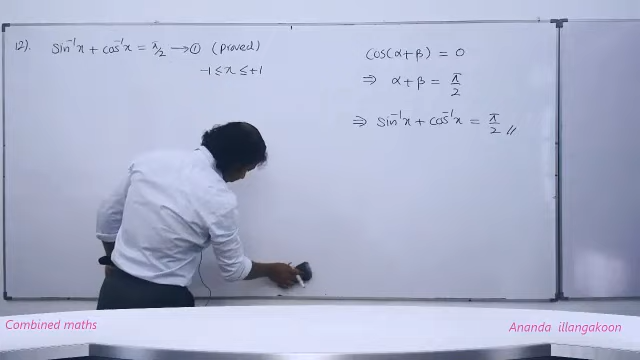 12). sin⁻¹x + cos⁻¹x = π/2 → ① (proved)
-1 ≤ x ≤ +1
cos(α+β) = 0
⇒ α+β = π/2
⇒ sin⁻¹x + cos⁻¹x = π/2 //
Combined maths
Ananda illangakoon